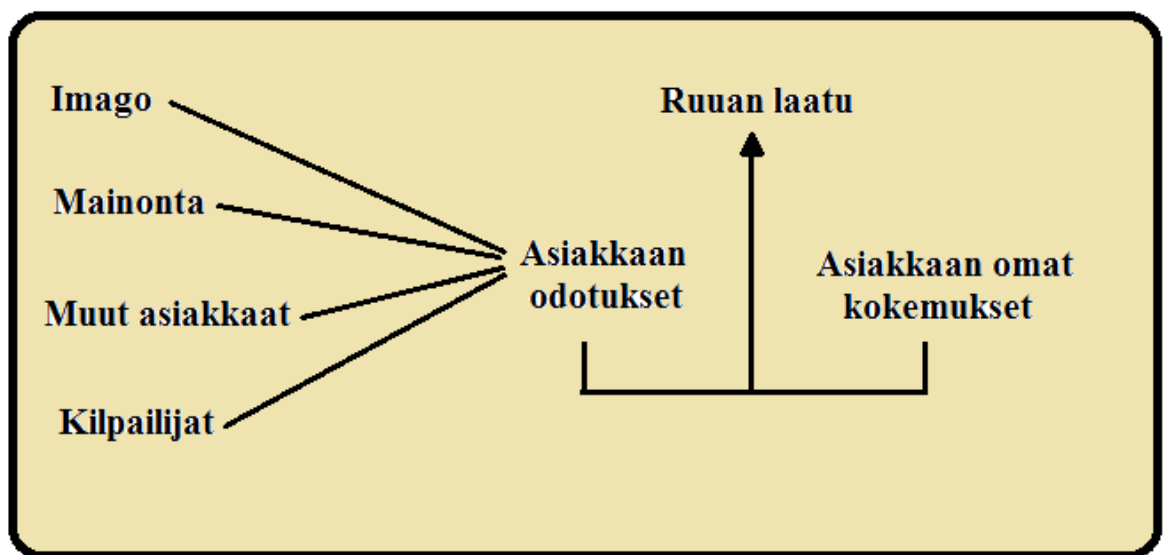 Imago
Mainonta
Muut asiakkaat
Kilpailijat
Asiakkaan
odotukset
Ruuan laatu
Asiakkaan omat
kokemukset